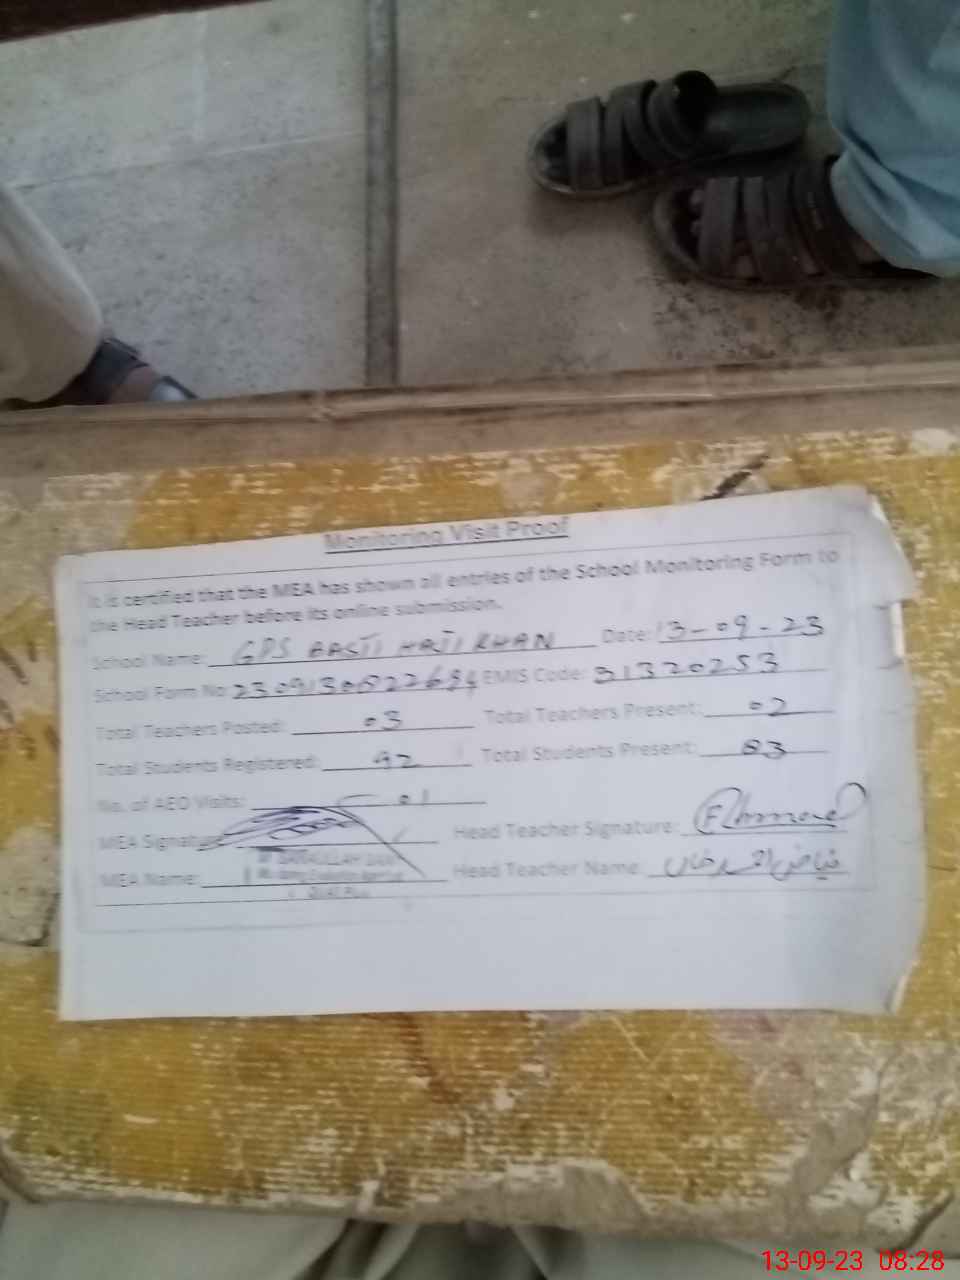 Monitoring Visit Proof
It is certified that the MEA has shown all entries of the School Monitoring Form to
the Head Teacher before its online submission.
School Name: GPS BASTI HAJI KHAN Date: 13-09-23
School Form No: EMIS Code: 31320253
Total Teachers Posted: 03 Total Teachers Present: 02
Total Students Registered: 92 Total Students Present: 83
No. of AEO Visits: 01
MEA Signature Head Teacher Signature:
MEA Name: Head Teacher Name: فیاض احمد خان
13-09-23 08:28